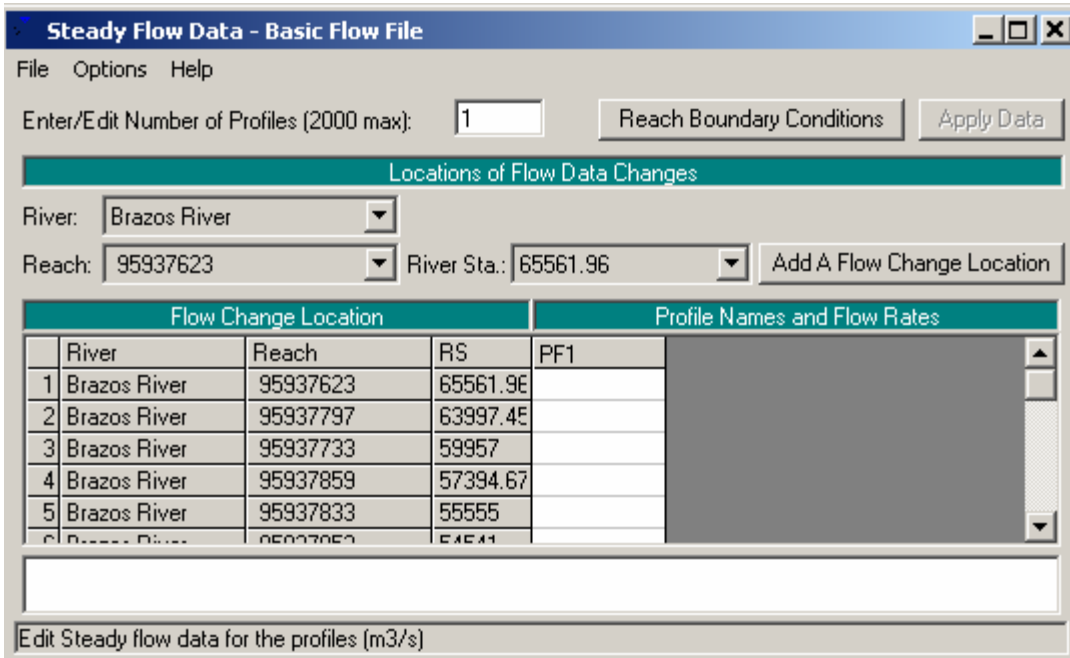 Steady Flow Data - Basic Flow File
File Options Help
Enter/Edit Number of Profiles (2000 max): 1 Reach Boundary Conditions Apply Data
Locations of Flow Data Changes
River: Brazos River
Reach: 95937623 River Sta.: 65561.96 Add A Flow Change Location
Flow Change Location Profile Names and Flow Rates
River Reach RS PF1
1 Brazos River 95937623 65561.96
2 Brazos River 95937797 63997.45
3 Brazos River 95937733 59957
4 Brazos River 95937859 57394.67
5 Brazos River 95937833 55555
Edit Steady flow data for the profiles (m3/s)